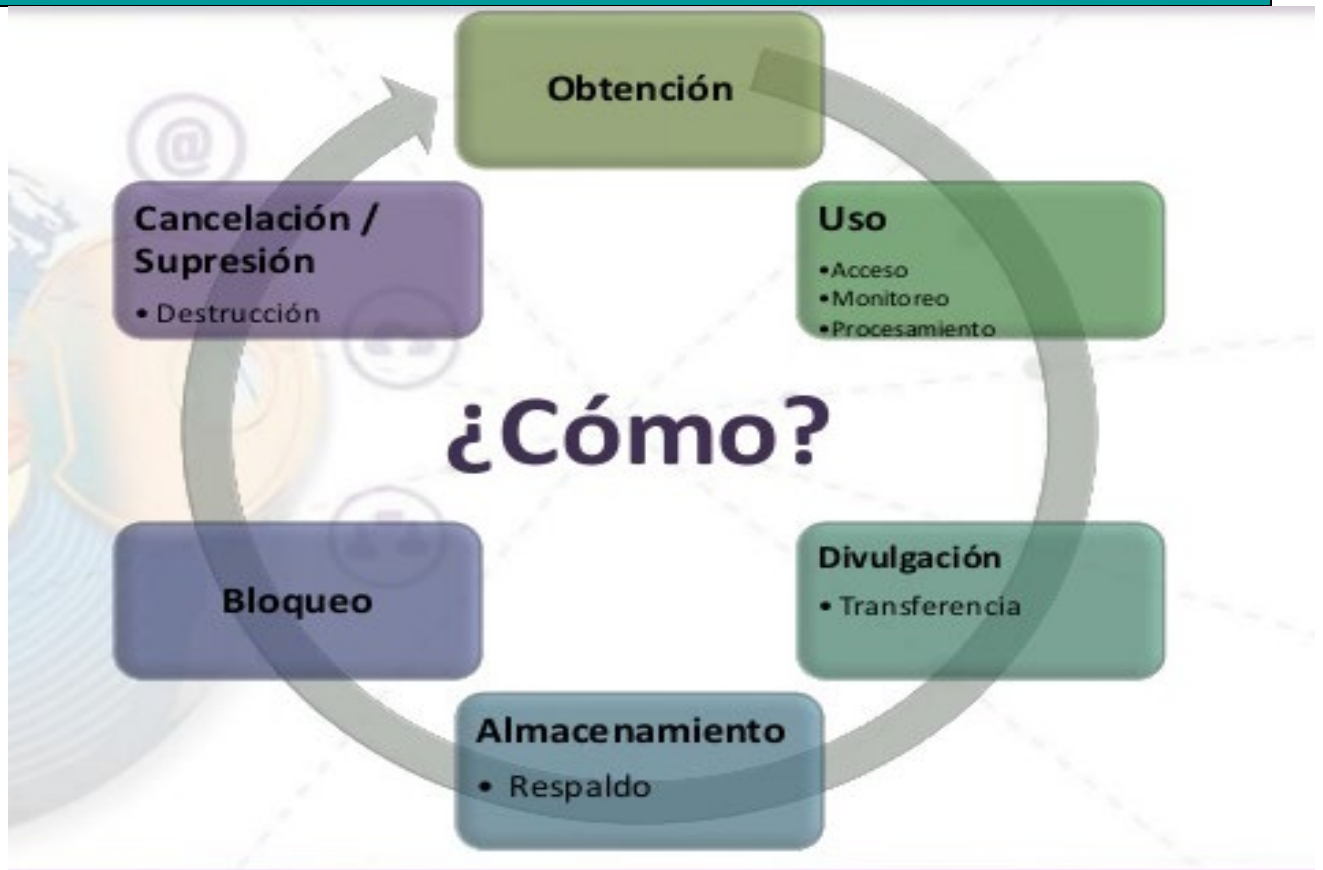 Obtención
Uso
•Acceso
•Monitoreo
•Procesamiento
Divulgación
• Transferencia
Almacenamiento
• Respaldo
Bloqueo
Cancelación /
Supresión
• Destrucción
¿Cómo?
@